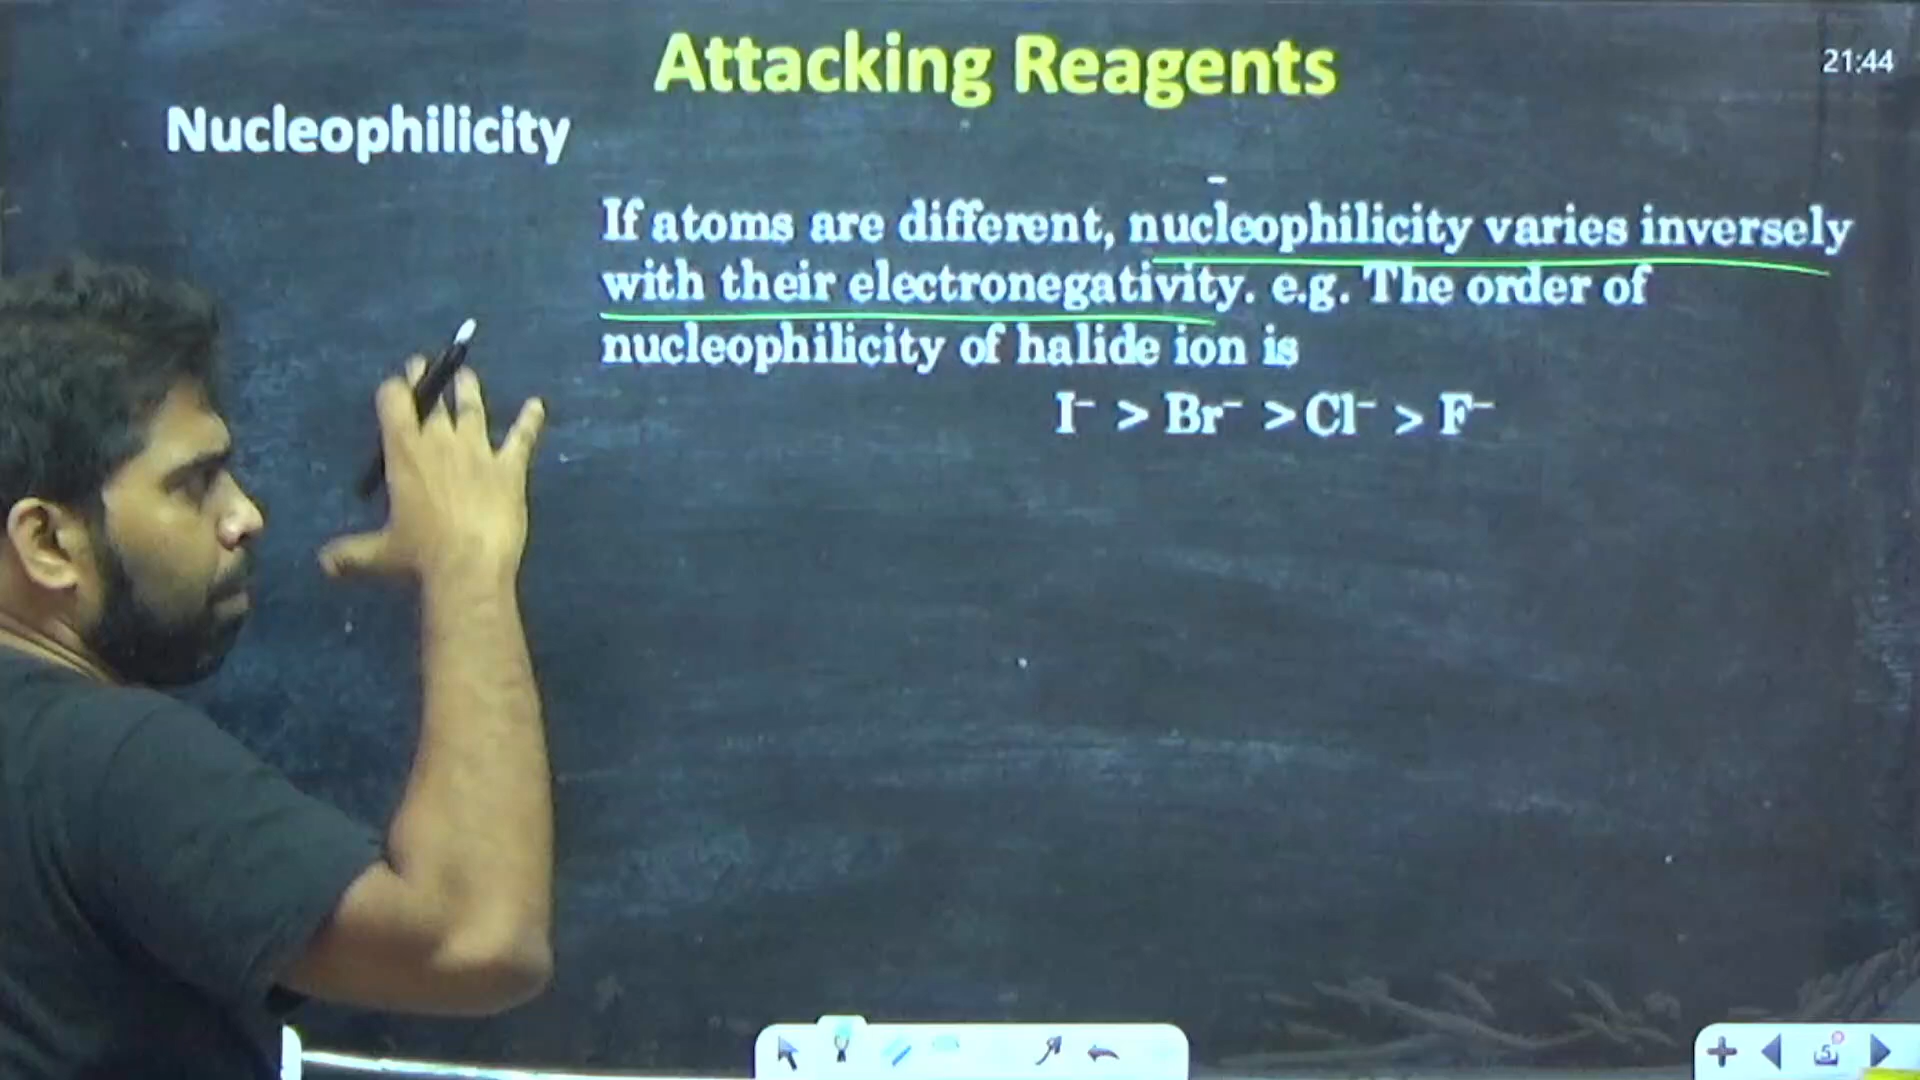 Attacking Reagents
21:44
Nucleophilicity
If atoms are different, nucleophilicity varies inversely
with their electronegativity. e.g. The order of
nucleophilicity of halide ion is
I⁻ > Br⁻ > Cl⁻ > F⁻
5